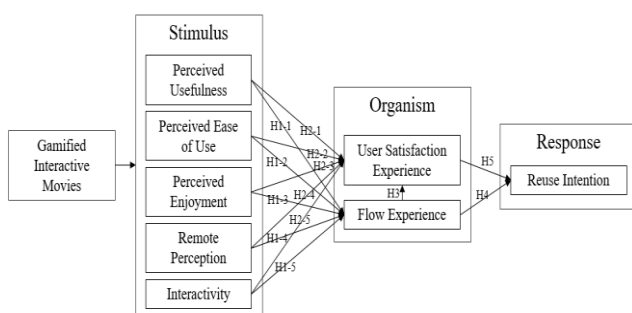 Stimulus
Perceived
Usefulness
Perceived Ease
of Use
Perceived
Enjoyment
Remote
Perception
Interactivity
Gamified
Interactive
Movies
H1-1
H2-1
H1-2
H2-2
H2-3
H1-3
H2-4
H1-4
H2-5
H1-5
Organism
User Satisfaction
Experience
H3
Flow Experience
H5
H4
Response
Reuse Intention